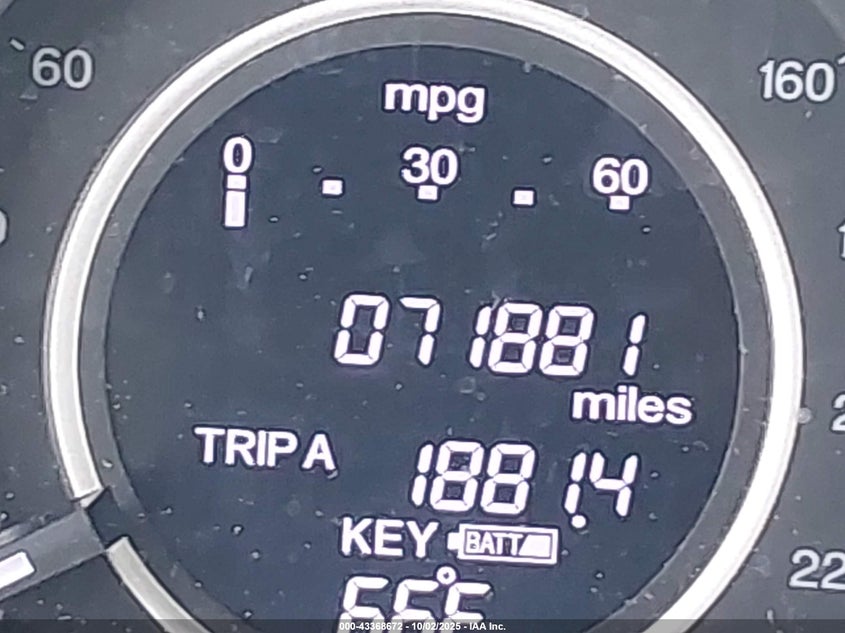 60 160
mpg
0 30 60
071881
miles
TRIP A 1881.4
KEY BATT
22
000-43368672 - 10/02/2025 - IAA Inc.